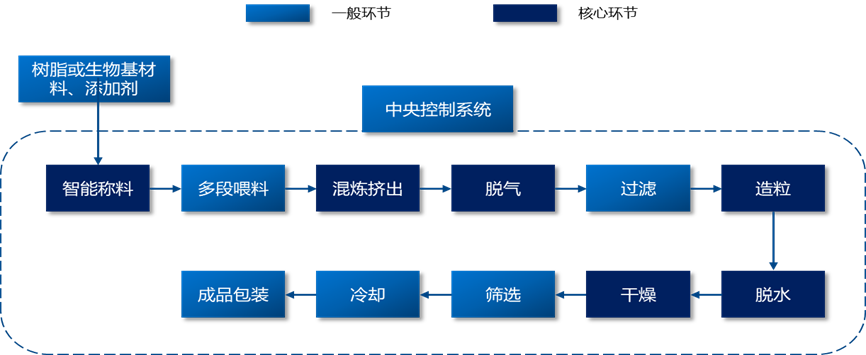 一般环节
核心环节
树脂或生物基材
料、添加剂
中央控制系统
智能称料
多段喂料
混炼挤出
脱气
过滤
造粒
成品包装
冷却
筛选
干燥
脱水